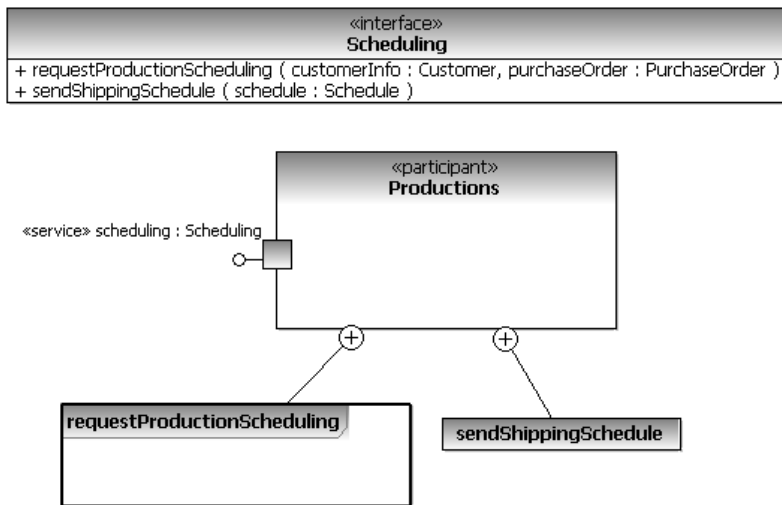 «interface»
Scheduling
+ requestProductionScheduling ( customerInfo : Customer, purchaseOrder : PurchaseOrder )
+ sendShippingSchedule ( schedule : Schedule )
«participant»
Productions
«service» scheduling : Scheduling
requestProductionScheduling
sendShippingSchedule